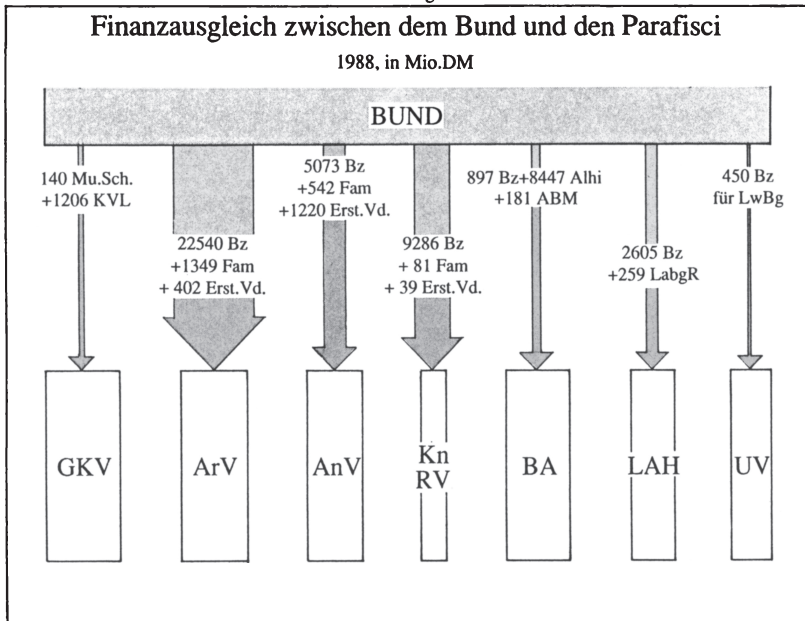 Finanzausgleich zwischen dem Bund und den Parafisci
1988, in Mio.DM
BUND
140 Mu.Sch.
+1206 KVL
22540 Bz
+1349 Fam
+ 402 Erst.Vd.
5073 Bz
+542 Fam
+1220 Erst.Vd.
9286 Bz
+ 81 Fam
+ 39 Erst.Vd.
897 Bz+8447 Alhi
+181 ABM
2605 Bz
+259 LabgR
450 Bz
für LwBg
GKV
ArV
AnV
Kn
RV
BA
LAH
UV